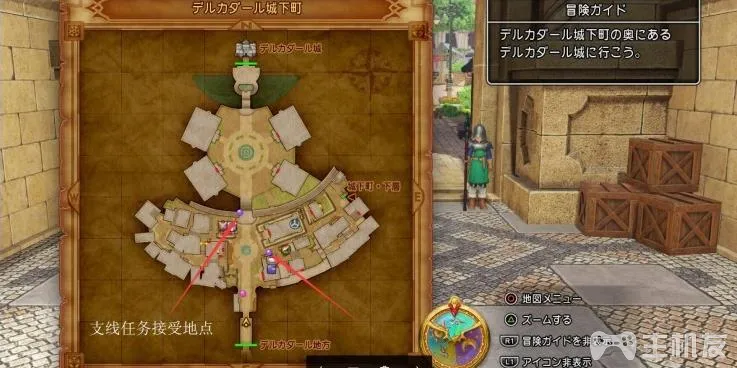 デルカダール城下町
冒険ガイド
デルカダール城下町の奥にある
デルカダール城に行こう。
N
デルカダール城
W
E
城下町・下層
支线任务接受地点
デルカダール地方
地図メニュー
ズームする
R1 冒険ガイドを非表示
L1 アイコン非表示
主机友